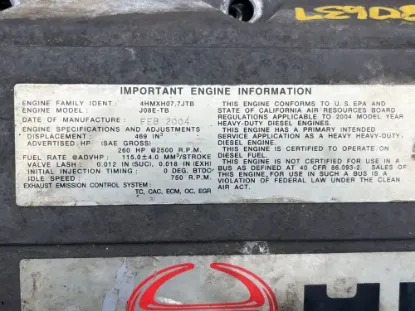 IMPORTANT ENGINE INFORMATION
ENGINE FAMILY IDENT. : 4HMXH07.7JTB
ENGINE MODEL: J08E-TB
DATE OF MANUFACTURE: FEB 2004
ENGINE SPECIFICATIONS AND ADJUSTMENTS
DISPLACEMENT: 469 IN³
ADVERTISED. HP (SAE GROSS)
260 HP @2500 R.P.M.
FUEL RATE @ADVHP: 115.0±4.0 MM³/STROKE
VALVE LASH: 0.012 IN (SUC), 0.018 IN (EXH)
INITIAL INJECTION TIMING: 0 DEG. BTDC
IDLE SPEED: 750 R.P.M.
EXHAUST EMISSION CONTROL SYSTEM:
TC, CAC, ECM, OC, EGR
THIS ENGINE CONFORMS TO U.S.EPA AND
STATE OF CALIFORNIA AIR RESOURCES BOARD
REGULATIONS APPLICABLE TO 2004 MODEL YEAR
HEAVY-DUTY DIESEL ENGINES.
THIS ENGINE HAS A PRIMARY INTENDED
SERVICE APPLICATION AS A HEAVY HEAVY-DUTY
DIESEL ENGINE.
THIS ENGINE IS CERTIFIED TO OPERATE ON
DIESEL FUEL.
THIS ENGINE IS NOT CERTIFIED FOR USE IN
A BUS AS DEFINED AT 40 CFR 86.093-2. SALES OF
THIS ENGINE FOR USE IN SUCH A BUS IS A
VIOLATION OF FEDERAL LAW UNDER THE CLEAN
AIR ACT.